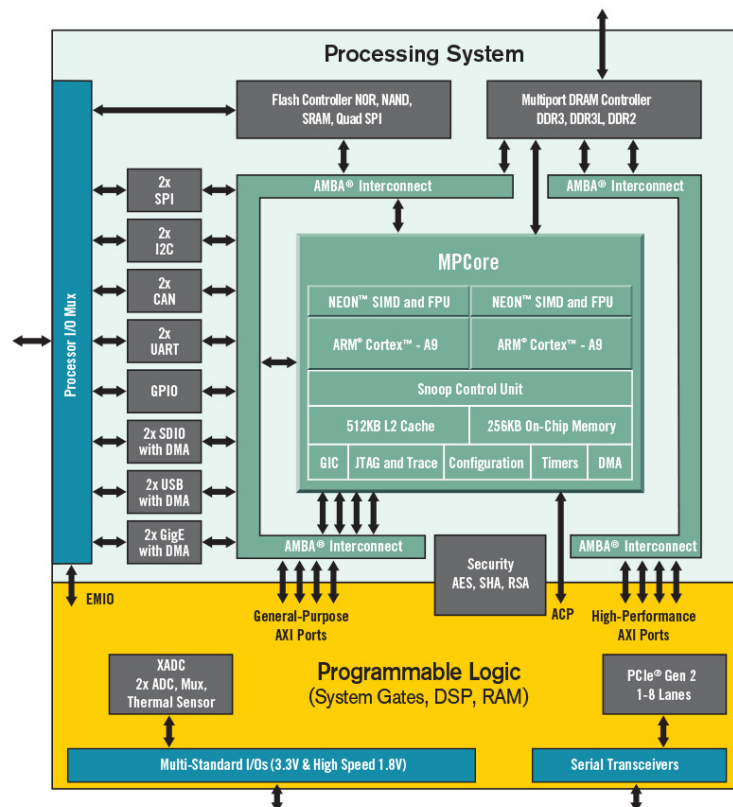 Processing System
Flash Controller NOR, NAND,
SRAM, Quad SPI
Multiport DRAM Controller
DDR3, DDR3L, DDR2
AMBA® Interconnect
AMBA® Interconnect
Processor I/O Mux
2x
SPI
2x
I2C
2x
CAN
2x
UART
GPIO
2x SDIO
with DMA
2x USB
with DMA
2x GigE
with DMA
MPCore
NEON™ SIMD and FPU
NEON™ SIMD and FPU
ARM® Cortex™ - A9
ARM® Cortex™ - A9
Snoop Control Unit
512KB L2 Cache
256KB On-Chip Memory
GIC
JTAG and Trace
Configuration
Timers
DMA
AMBA® Interconnect
AMBA® Interconnect
Security
AES, SHA, RSA
EMIO
General-Purpose
AXI Ports
ACP
High-Performance
AXI Ports
XADC
2x ADC, Mux,
Thermal Sensor
Programmable Logic
(System Gates, DSP, RAM)
PCIe® Gen 2
1-8 Lanes
Multi-Standard I/Os (3.3V & High Speed 1.8V)
Serial Transceivers